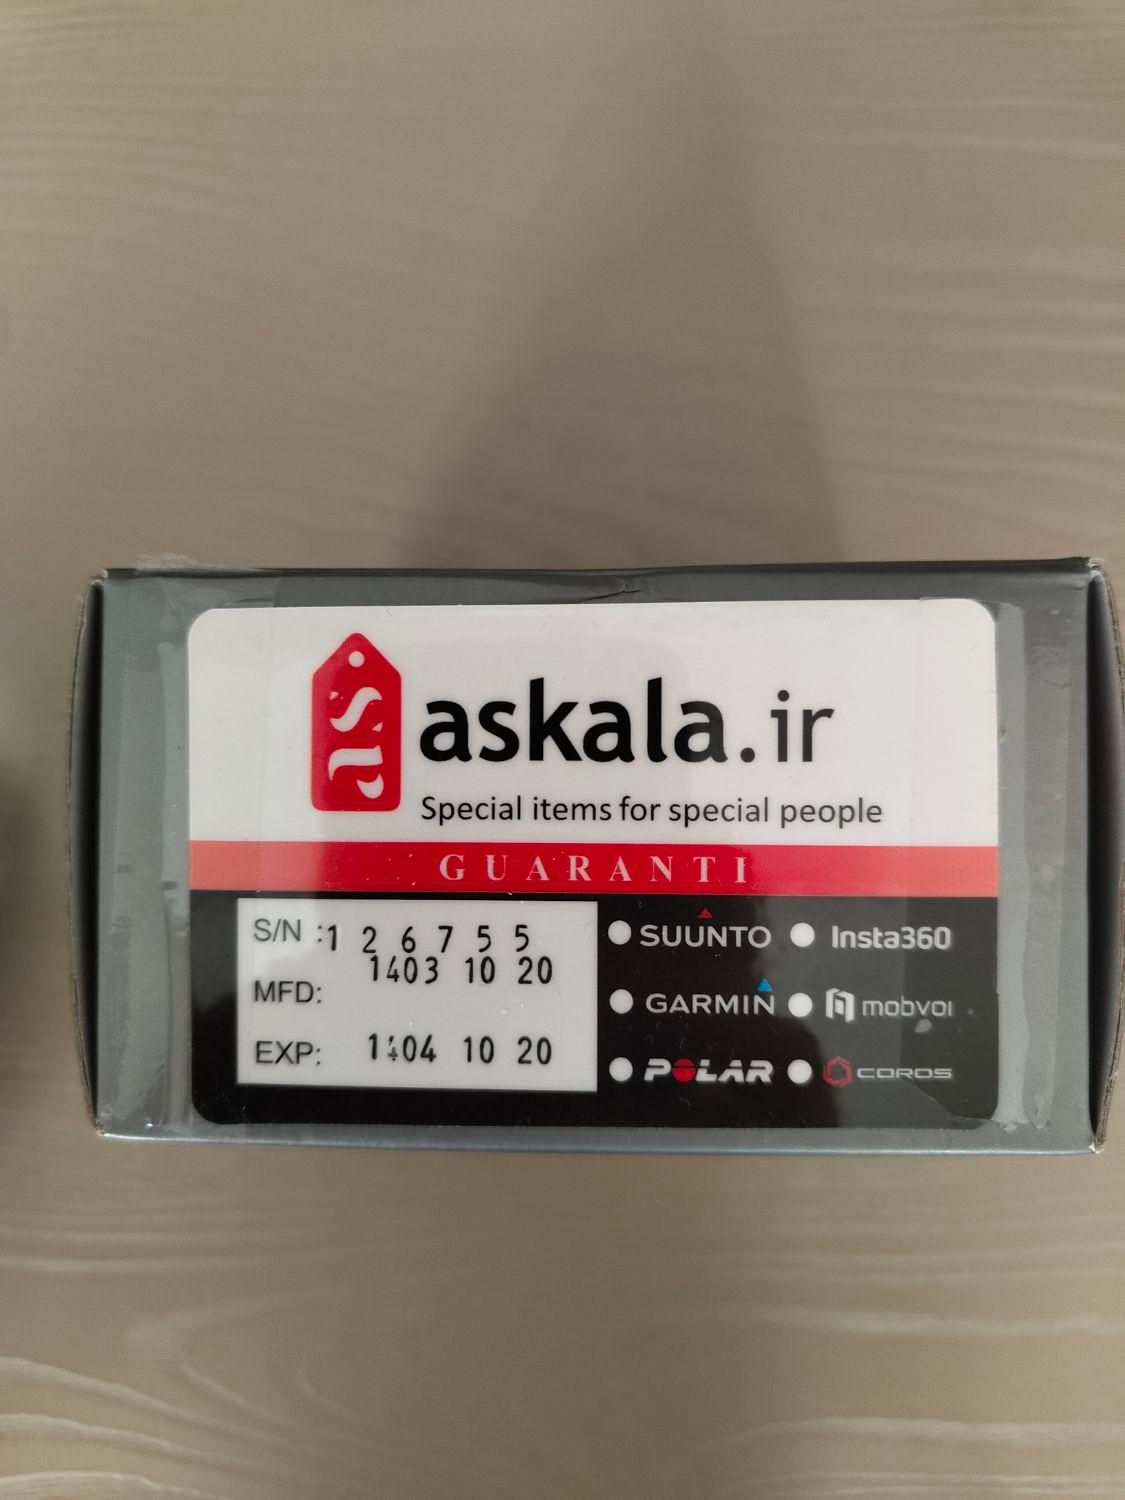 as.
askala.ir
Special items for special people
GUARANTI
S/N : 1 2 6 7 5 5
MFD: 1403 10 20
EXP: 1404 10 20
SUUNTO
Insta360
GARMIN
mobvoi
POLAR
COROS